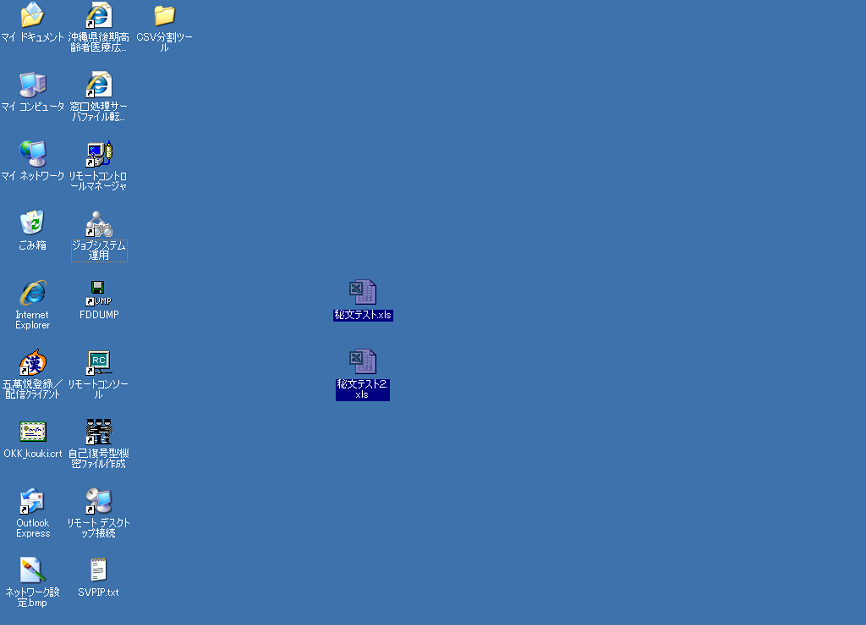 マイ ドキュメント
沖縄県後期高
齢者医療広...
CSV分割ツー
ル
マイ コンピュータ
窓口処理サー
バファイル転...
マイ ネットワーク
リモートコントロ
ールマネージャ
ごみ箱
ジョブシステム
運用
Internet
Explorer
UMP
FDDUMP
秘文テスト.xls
漢
五萬悦登録/
配信クライアント
RC
リモートコンソー
ル
秘文テスト2.
xls
OKK_kouki.crt
自己復号型機
密ファイル作成
Outlook
Express
リモート デスクト
ップ接続
ネットワーク設
定.bmp
SVPIP.txt